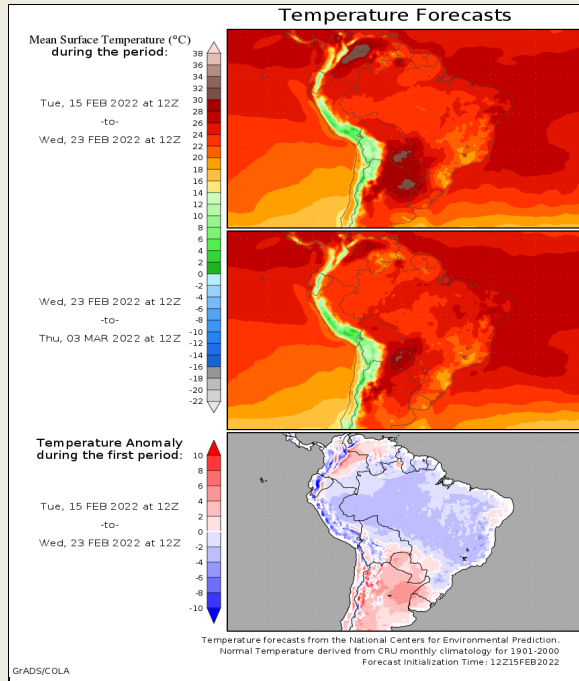 Temperature Forecasts
Mean Surface Temperature (°C)
during the period:
Tue, 15 FEB 2022 at 12Z
-to-
Wed, 23 FEB 2022 at 12Z
38
36
34
32
30
28
26
24
22
20
18
16
14
12
10
8
6
4
2
0
-2
-4
-6
-8
-10
-12
-14
-16
-18
-20
-22
Wed, 23 FEB 2022 at 12Z
-to-
Thu, 03 MAR 2022 at 12Z
Temperature Anomaly
during the first period:
Tue, 15 FEB 2022 at 12Z
-to-
Wed, 23 FEB 2022 at 12Z
10
8
6
4
2
0
-2
-4
-6
-8
-10
Temperature forecasts from the National Centers for Environmental Prediction.
Normal Temperature derived from CRU monthly climatology for 1901-2000
Forecast Initialization Time: 12Z15FEB2022
GrADS/COLA